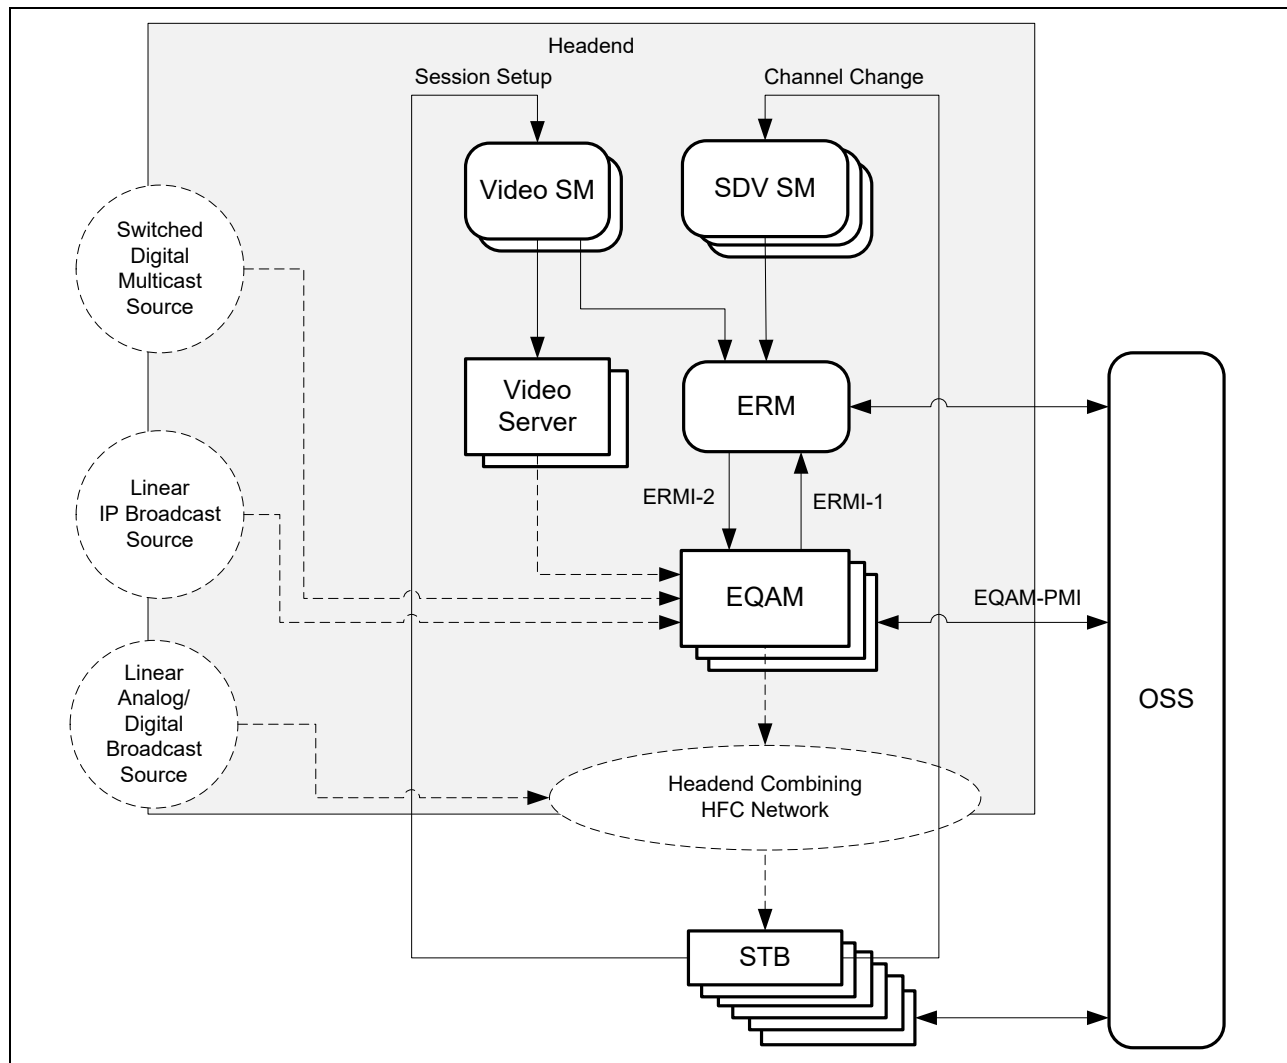 Headend
Session Setup
Channel Change
Video SM
SDV SM
Switched
Digital
Multicast
Source
Video
Server
ERM
Linear
IP Broadcast
Source
ERMI-2
ERMI-1
EQAM
EQAM-PMI
Linear
Analog/
Digital
Broadcast
Source
OSS
Headend Combining
HFC Network
STB